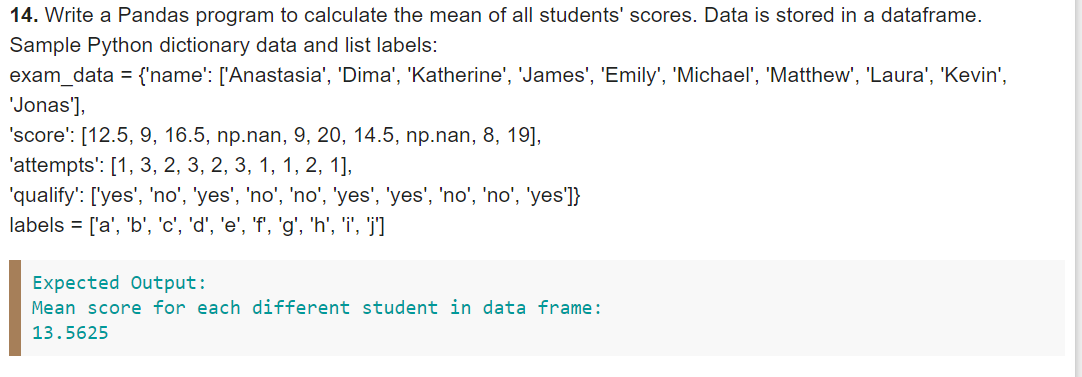 14. Write a Pandas program to calculate the mean of all students' scores. Data is stored in a dataframe.
Sample Python dictionary data and list labels:
exam_data = {'name': ['Anastasia', 'Dima', 'Katherine', 'James', 'Emily', 'Michael', 'Matthew', 'Laura', 'Kevin',
'Jonas'],
'score': [12.5, 9, 16.5, np.nan, 9, 20, 14.5, np.nan, 8, 19],
'attempts': [1, 3, 2, 3, 2, 3, 1, 1, 2, 1],
'qualify': ['yes', 'no', 'yes', 'no', 'no', 'yes', 'yes', 'no', 'no', 'yes']}
labels = ['a', 'b', 'c', 'd', 'e', 'f', 'g', 'h', 'i', 'j']
Expected Output:
Mean score for each different student in data frame:
13.5625